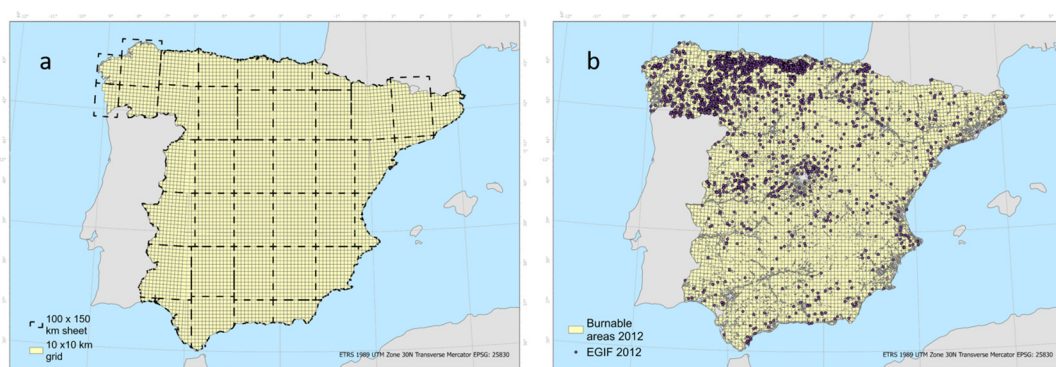 a
100 x 150
km sheet
10 x10 km
grid
ETRS 1989 UTM Zone 30N Transverse Mercator EPSG: 25830
b
Burnable
areas 2012
EGIF 2012
ETRS 1989 UTM Zone 30N Transverse Mercator EPSG: 25830